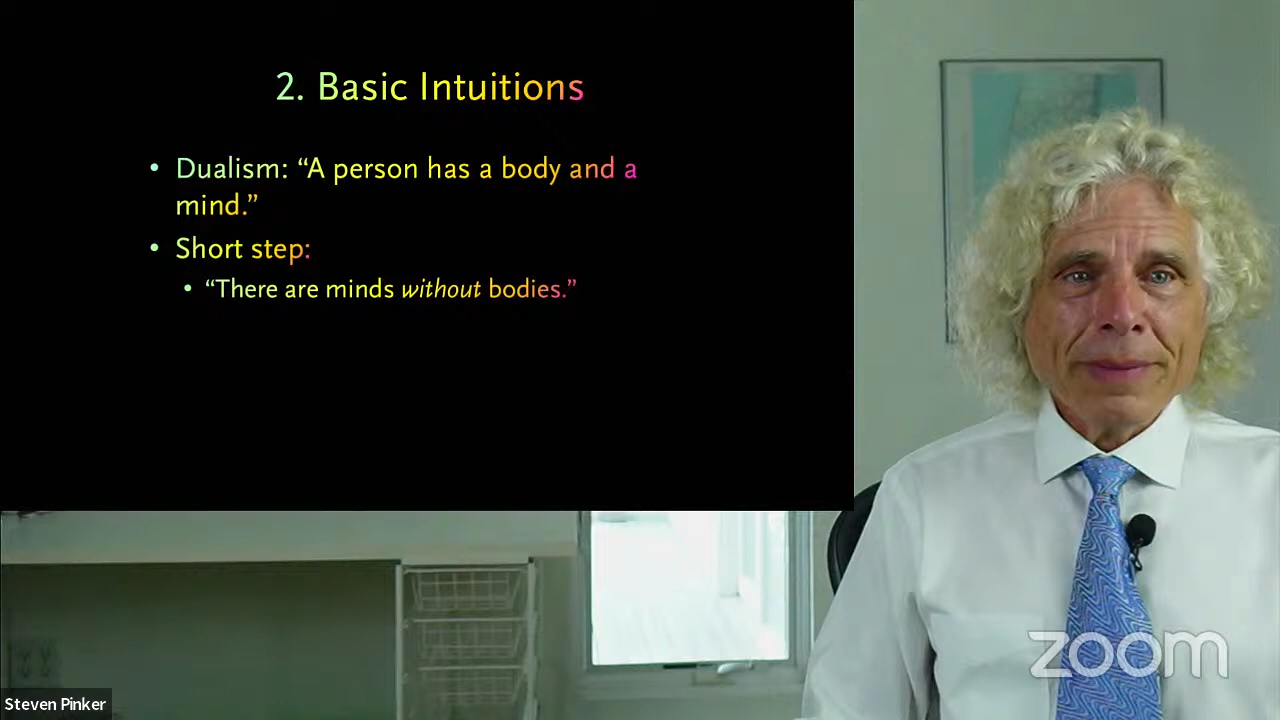 2. Basic Intuitions
• Dualism: “A person has a body and a
mind.”
• Short step:
• “There are minds without bodies.”
zoom
Steven Pinker